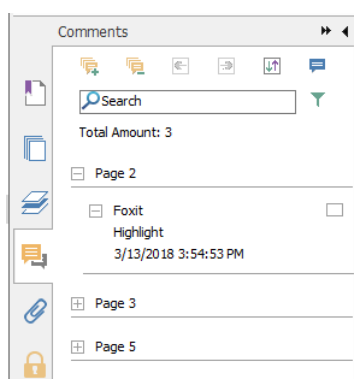 Comments
Search
Total Amount: 3
Page 2
Foxit
Highlight
3/13/2018 3:54:53 PM
Page 3
Page 5